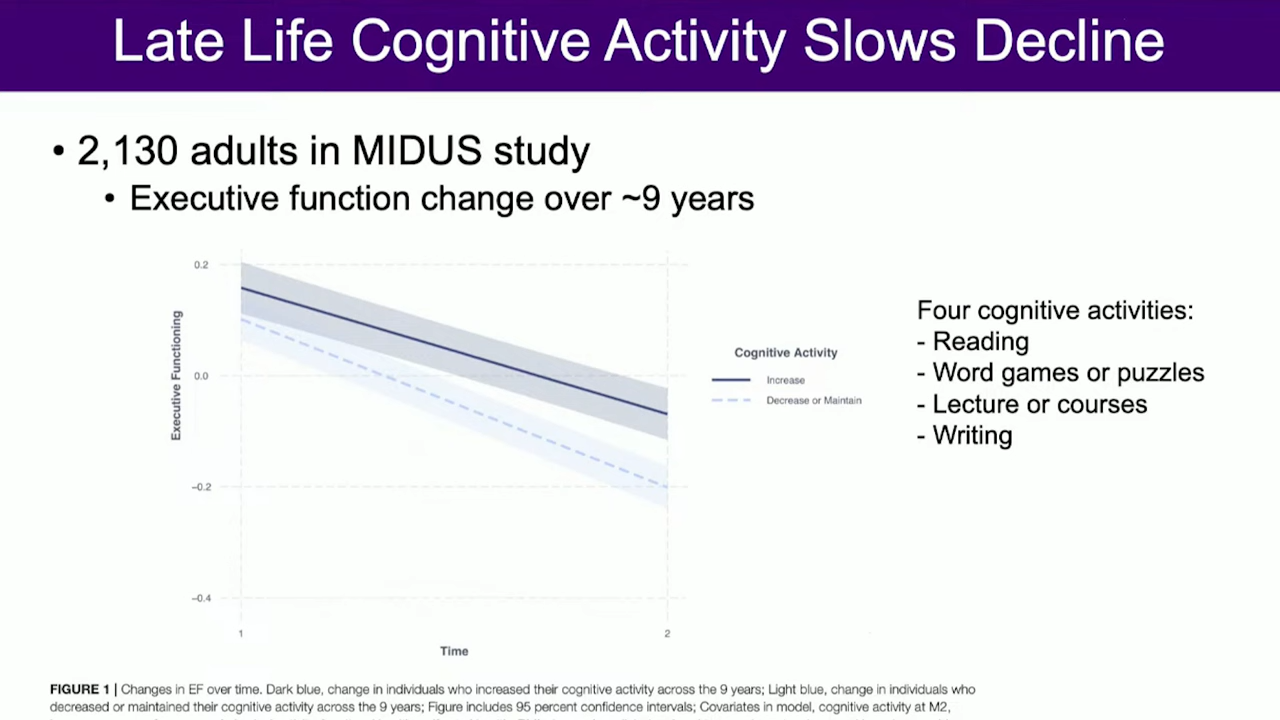 Late Life Cognitive Activity Slows Decline
• 2,130 adults in MIDUS study
• Executive function change over ~9 years
0.2
0.0
−0.2
−0.4
Executive Functioning
1
2
Time
Cognitive Activity
Increase
Decrease or Maintain
Four cognitive activities:
- Reading
- Word games or puzzles
- Lecture or courses
- Writing
FIGURE 1 | Changes in EF over time. Dark blue, change in individuals who increased their cognitive activity across the 9 years; Light blue, change in individuals who
decreased or maintained their cognitive activity across the 9 years; Figure includes 95 percent confidence intervals; Covariates in model, cognitive activity at M2,